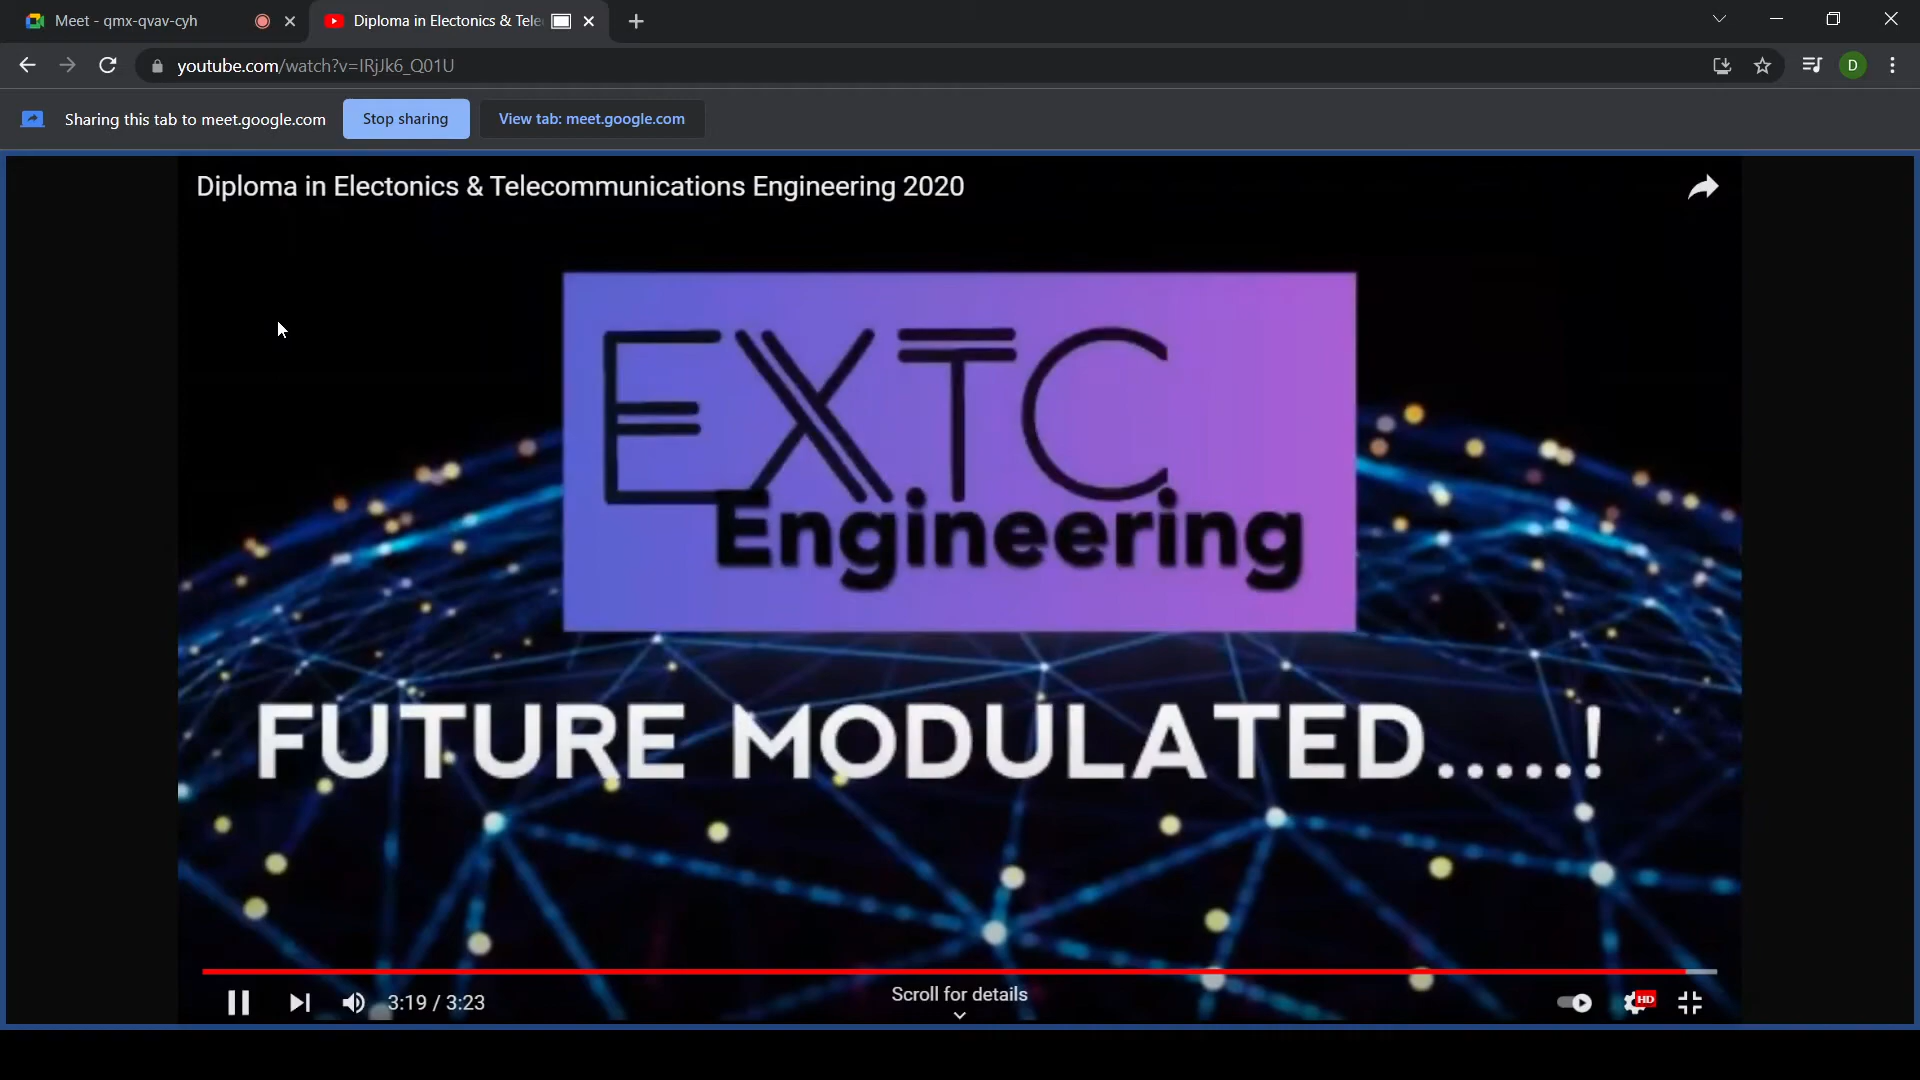 Meet - qmx-qvav-cyh
Diploma in Electonics & Tele
youtube.com/watch?v=IRjJk6_Q01U
D
Sharing this tab to meet.google.com
Stop sharing
View tab: meet.google.com
Diploma in Electonics & Telecommunications Engineering 2020
EXTC
Engineering
FUTURE MODULATED.....!
3:19 / 3:23
Scroll for details
HD